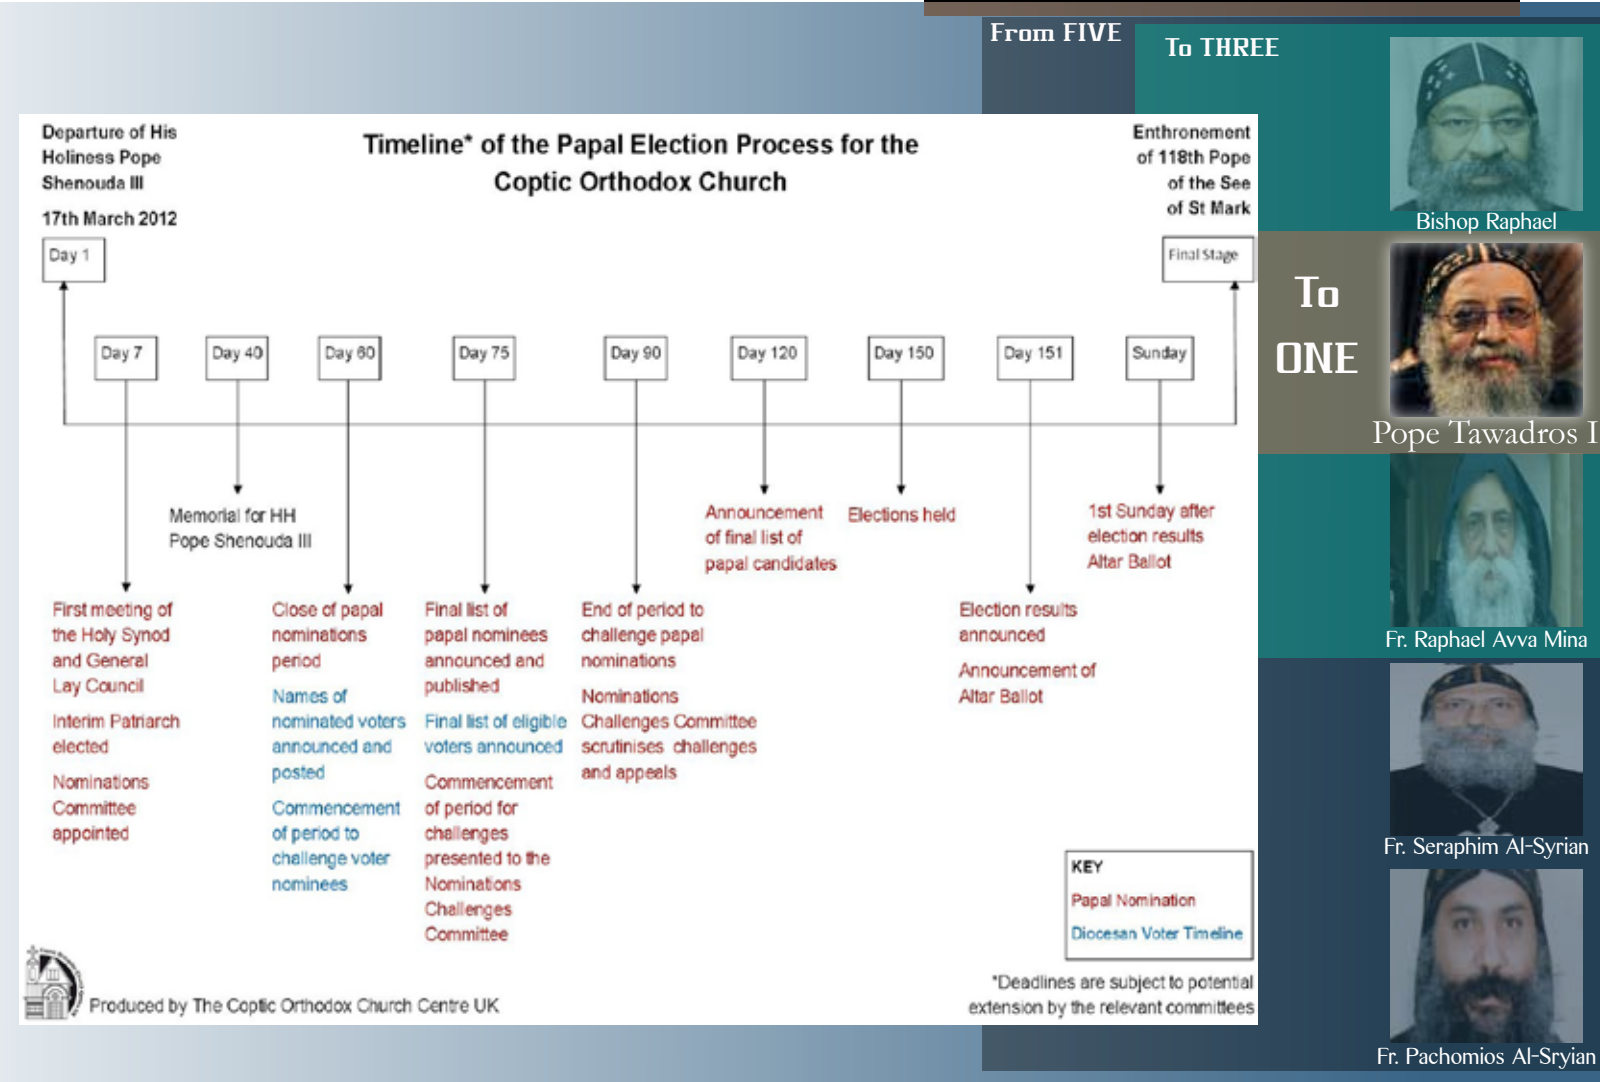 From FIVE
To THREE
Bishop Raphael
To
ONE
Pope Tawadros I
Fr. Raphael Avva Mina
Fr. Seraphim Al-Syrian
Fr. Pachomios Al-Sryian
Departure of His
Holiness Pope
Shenouda III
17th March 2012
Timeline* of the Papal Election Process for the
Coptic Orthodox Church
Enthronement
of 118th Pope
of the See
of St Mark
Day 1
Final Stage
Day 7
Day 40
Day 60
Day 75
Day 90
Day 120
Day 150
Day 151
Sunday
Memorial for HH
Pope Shenouda III
Announcement
of final list of
papal candidates
Elections held
1st Sunday after
election results
Altar Ballot
First meeting of
the Holy Synod
and General
Lay Council
Interim Patriarch
elected
Nominations
Committee
appointed
Close of papal
nominations
period
Names of
nominated voters
announced and
posted
Commencement
of period to
challenge voter
nominees
Final list of
papal nominees
announced and
published
Final list of eligible
voters announced
Commencement
of period for
challenges
presented to the
Nominations
Challenges
Committee
End of period to
challenge papal
nominations
Nominations
Challenges Committee
scrutinises challenges
and appeals
Election results
announced
Announcement of
Altar Ballot
KEY
Papal Nomination
Diocesan Voter Timeline
*Deadlines are subject to potential
extension by the relevant committees
Produced by The Coptic Orthodox Church Centre UK